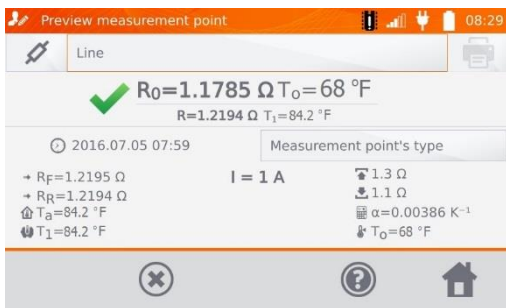 Preview measurement point 08:29
Line
R0=1.1785 Ω To=68 °F
R=1.2194 Ω T1=84.2 °F
2016.07.05 07:59 Measurement point's type
RF=1.2195 Ω I = 1 A 1.3 Ω
RR=1.2194 Ω 1.1 Ω
Ta=84.2 °F α=0.00386 K⁻¹
T1=84.2 °F To=68 °F